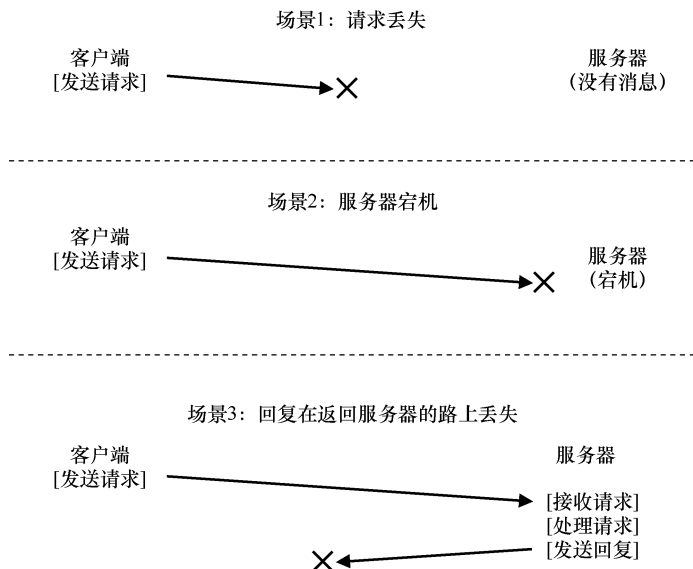 场景1：请求丢失
客户端
[发送请求]
服务器
（没有消息）
场景2：服务器宕机
客户端
[发送请求]
服务器
（宕机）
场景3：回复在返回服务器的路上丢失
客户端
[发送请求]
服务器
[接收请求]
[处理请求]
[发送回复]